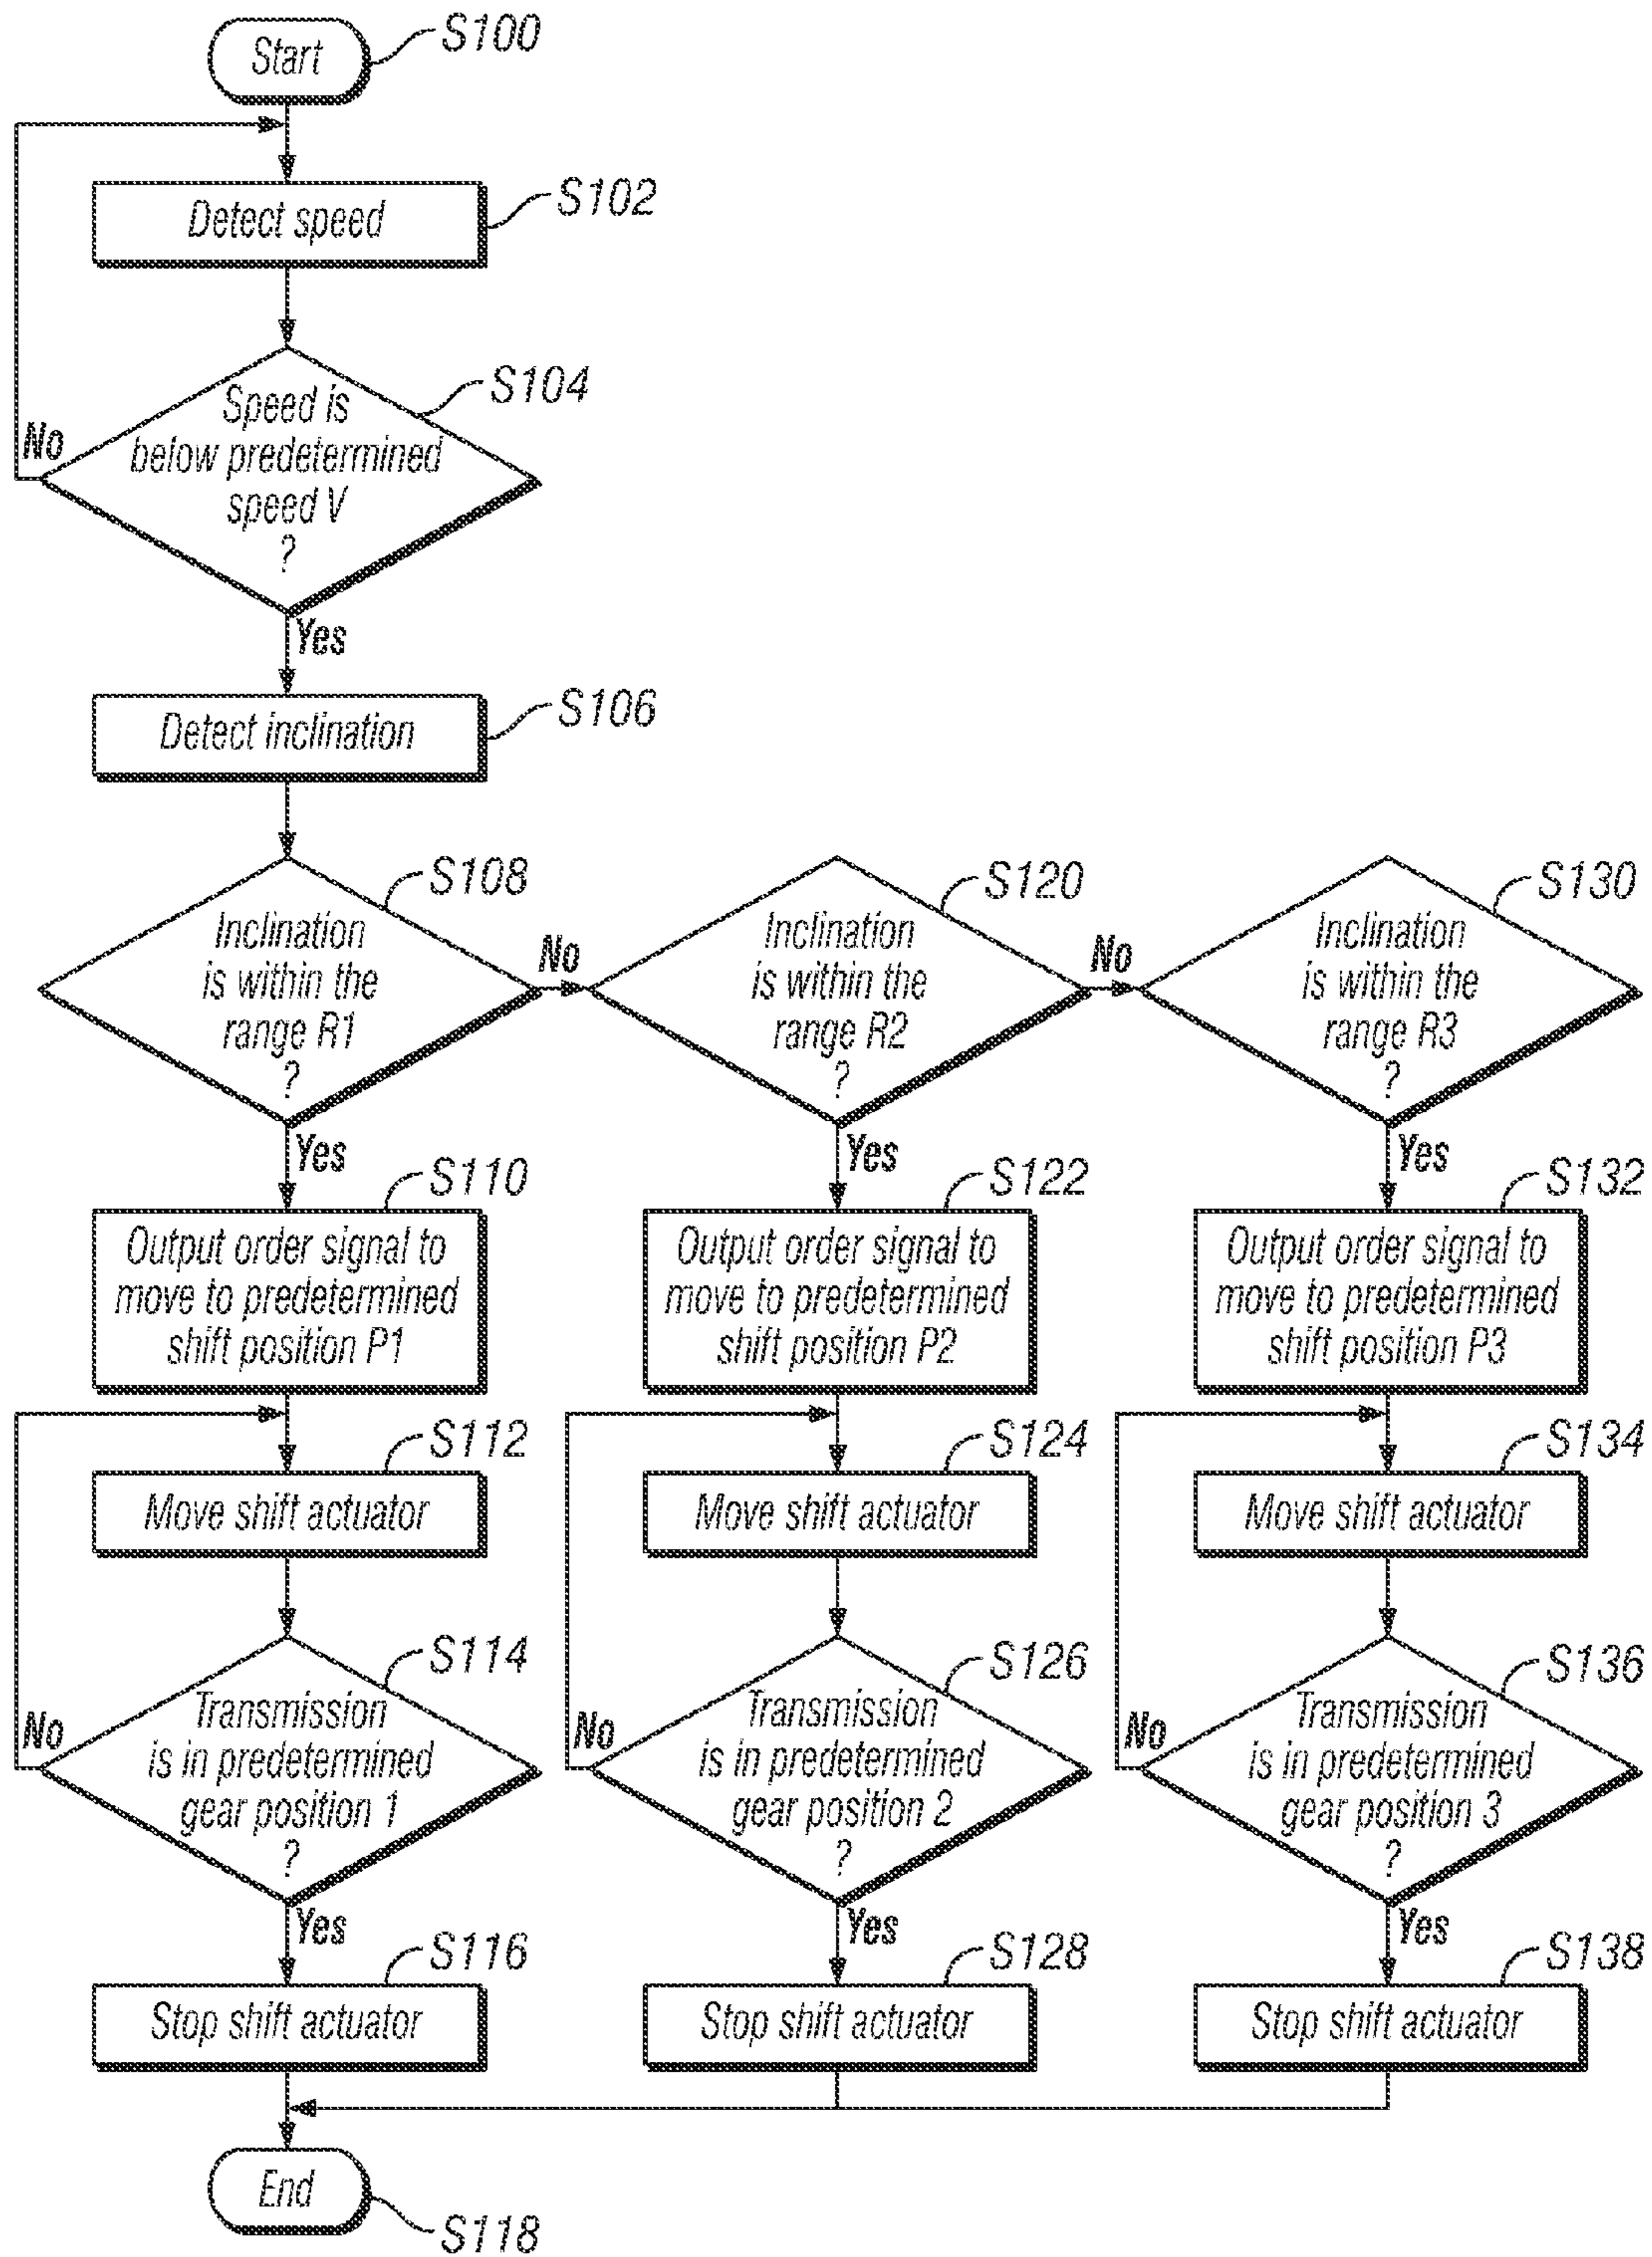 Start
S100
Detect speed
S102
Speed is
below predetermined
speed V
?
S104
No
Yes
Detect inclination
S106
Inclination
is within the
range R1
?
S108
No
Yes
Inclination
is within the
range R2
?
S120
No
Yes
Inclination
is within the
range R3
?
S130
Yes
S110
Output order signal to
move to predetermined
shift position P1
S122
Output order signal to
move to predetermined
shift position P2
S132
Output order signal to
move to predetermined
shift position P3
S112
Move shift actuator
S124
Move shift actuator
S134
Move shift actuator
S114
Transmission
is in predetermined
gear position 1
?
No
Yes
S126
Transmission
is in predetermined
gear position 2
?
No
Yes
S136
Transmission
is in predetermined
gear position 3
?
No
Yes
S116
Stop shift actuator
S128
Stop shift actuator
S138
Stop shift actuator
End
S118